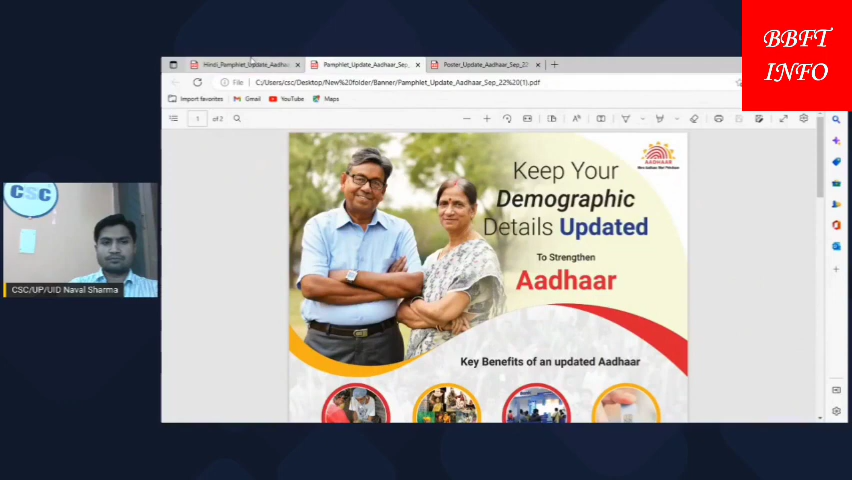 BBFT
INFO
Hindi_Pamphlet_Update_Aadhaa
Pamphlet_Update_Aadhaar_Sep_
Poster_Update_Aadhaar_Sep_22
File
C:/Users/csc/Desktop/New%20folder/Banner/Pamphlet_Update_Aadhaar_Sep_22%20(1).pdf
Import favorites
Gmail
YouTube
Maps
1 of 2
AADHAAR
Keep Your
Demographic
Details Updated
To Strengthen
Aadhaar
Key Benefits of an updated Aadhaar
CSC
CSC/UP/UID Naval Sharma